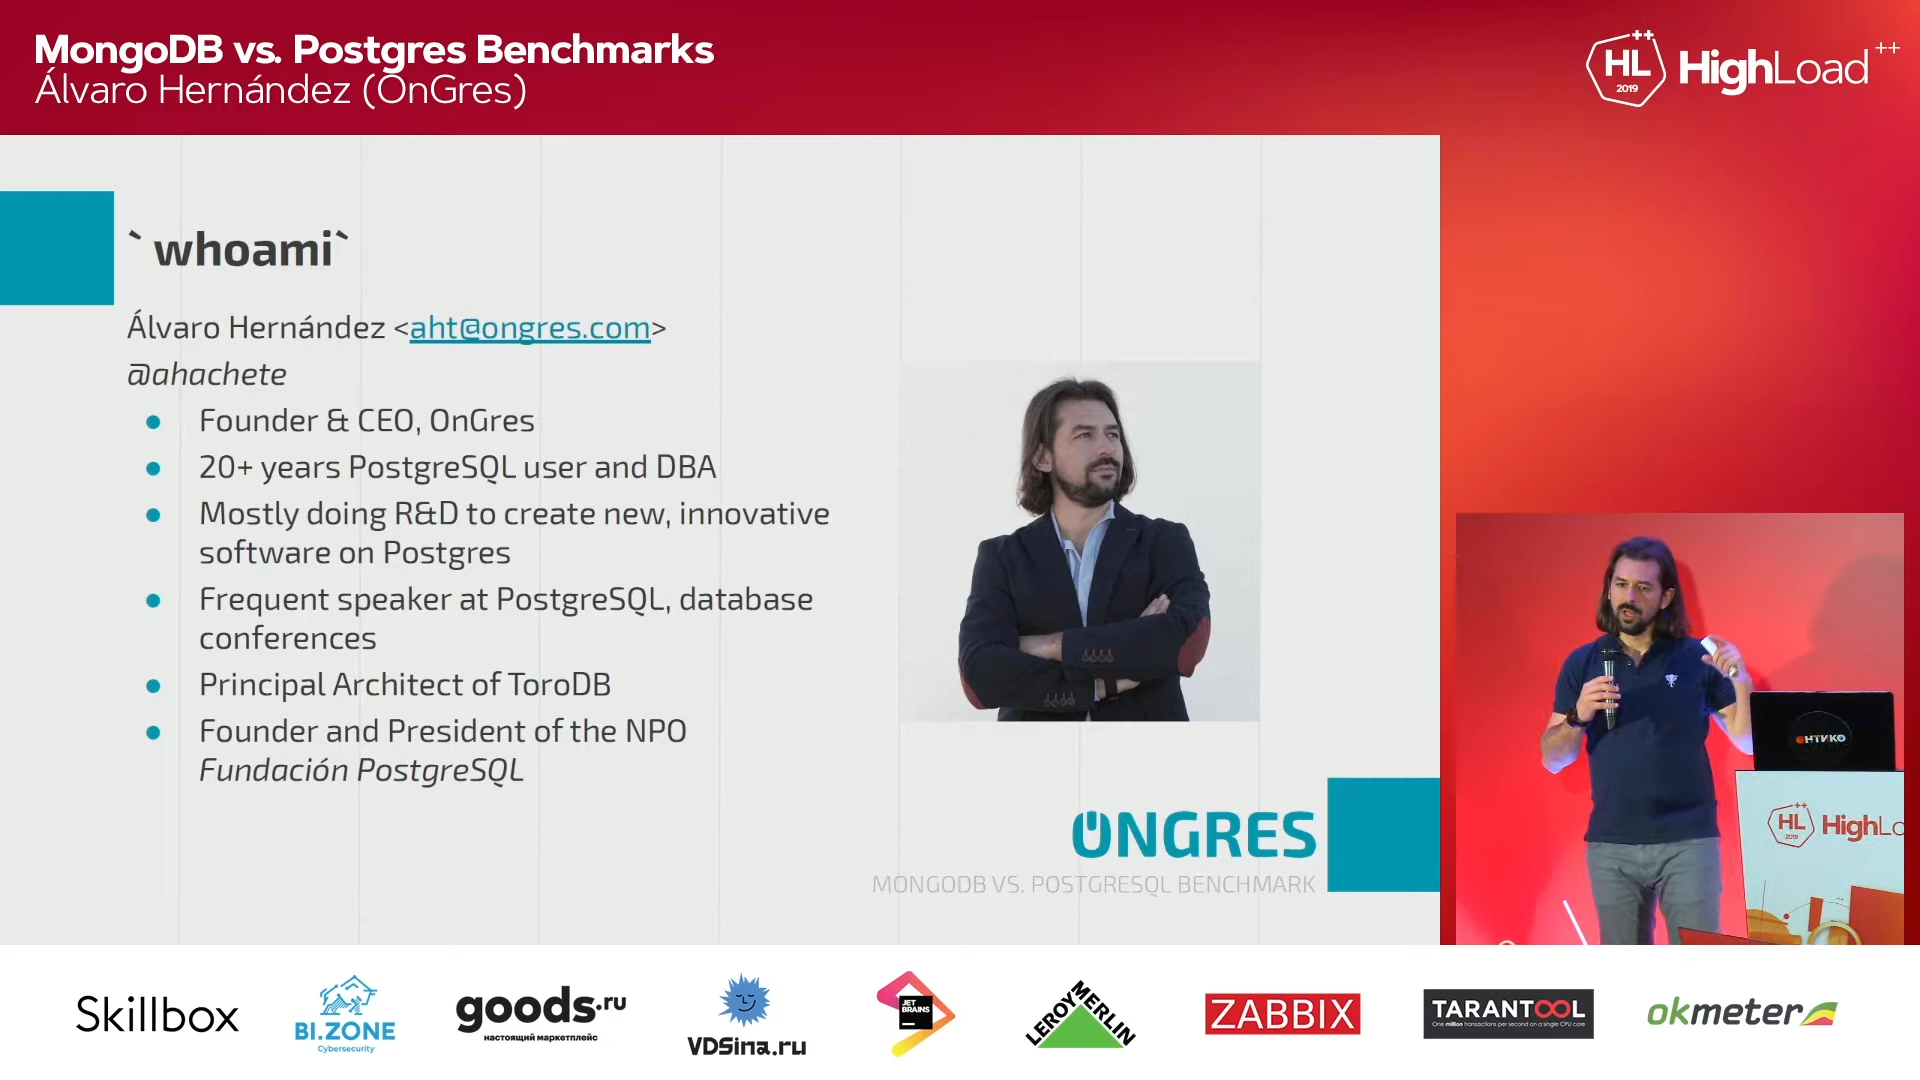 MongoDB vs. Postgres Benchmarks
Álvaro Hernández (OnGres)
HL
2019
HighLoad++
`whoami`
Álvaro Hernández <aht@ongres.com>
@ahachete
Founder & CEO, OnGres
20+ years PostgreSQL user and DBA
Mostly doing R&D to create new, innovative
software on Postgres
Frequent speaker at PostgreSQL, database
conferences
Principal Architect of ToroDB
Founder and President of the NPO
Fundación PostgreSQL
ONGRES
MONGODB VS. POSTGRESQL BENCHMARK
ОНТИКО
HL
2019
HighLo
Skillbox
BI.ZONE
Cybersecurity
goods.ru
настоящий маркетплейс
VDSina.ru
JET
BRAINS
LEROY MERLIN
ZABBIX
TARANTOOL
One million transactions per second on a single CPU core
okmeter